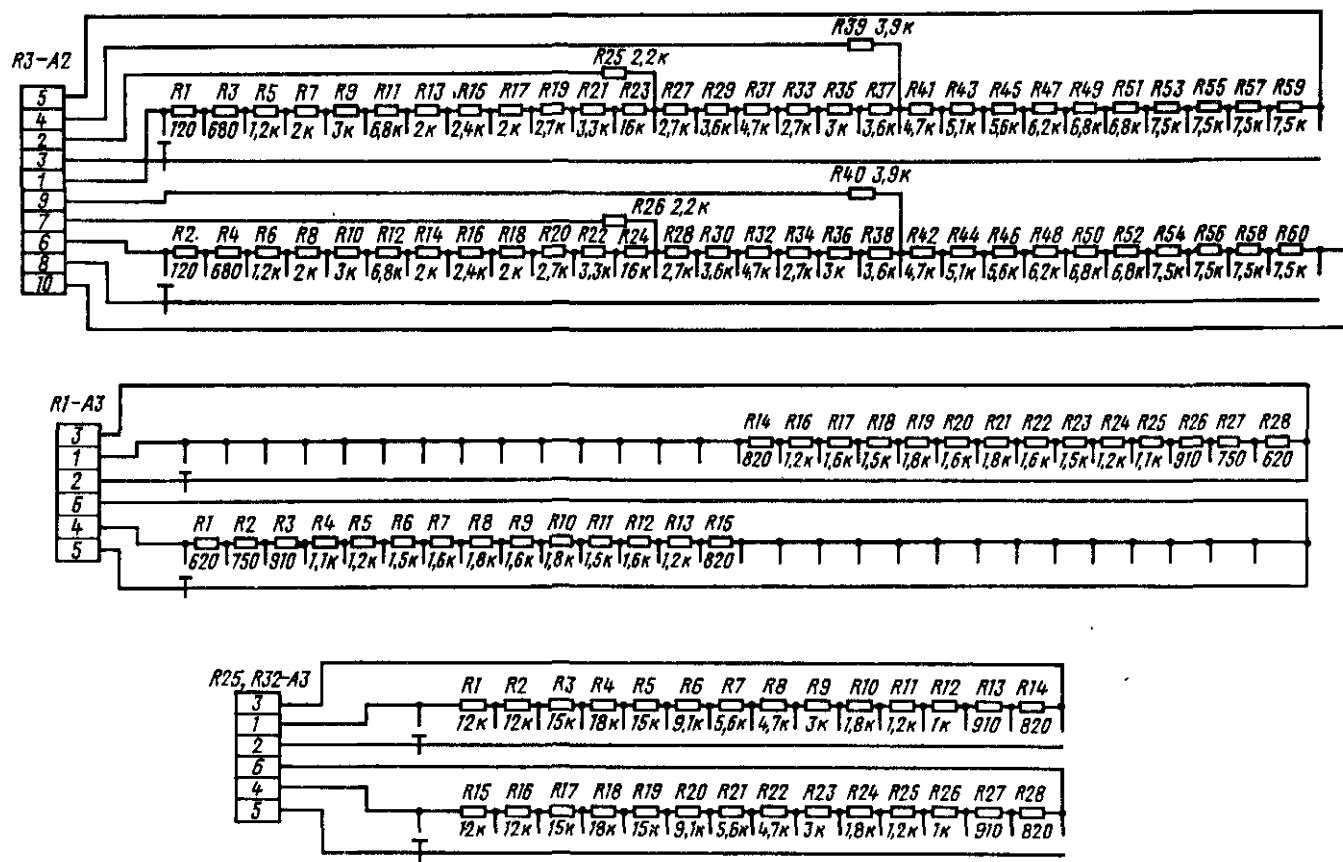 R39 3,9к
R25 2,2к
R3-А2
R1 R3 R5 R7 R9 R11 R13 R15 R17 R19 R21 R23 R27 R29 R31 R33 R35 R37 R41 R43 R45 R47 R49 R51 R53 R55 R57 R59
120 680 1,2к 2к 3к 6,8к 2к 2,4к 2к 2,7к 3,3к 16к 2,7к 3,6к 4,7к 2,7к 3к 3,6к 4,7к 5,1к 5,6к 6,2к 6,8к 6,8к 7,5к 7,5к 7,5к 7,5к
5
4
2
3
1
9
7
6
8
10
R40 3,9к
R26 2,2к
R2 R4 R6 R8 R10 R12 R14 R16 R18 R20 R22 R24 R28 R30 R32 R34 R36 R38 R42 R44 R46 R48 R50 R52 R54 R56 R58 R60
120 680 1,2к 2к 3к 6,8к 2к 2,4к 2к 2,7к 3,3к 16к 2,7к 3,6к 4,7к 2,7к 3к 3,6к 4,7к 5,1к 5,6к 6,2к 6,8к 6,8к 7,5к 7,5к 7,5к 7,5к
R1-А3
3
1
2
6
4
5
R14 R16 R17 R18 R19 R20 R21 R22 R23 R24 R25 R26 R27 R28
820 1,2к 1,6к 1,5к 1,8к 1,6к 1,8к 1,6к 1,5к 1,2к 1,1к 910 750 620
R1 R2 R3 R4 R5 R6 R7 R8 R9 R10 R11 R12 R13 R15
620 750 910 1,1к 1,2к 1,5к 1,6к 1,8к 1,6к 1,8к 1,5к 1,6к 1,2к 820
R25, R32-А3
3
1
2
6
4
5
R1 R2 R3 R4 R5 R6 R7 R8 R9 R10 R11 R12 R13 R14
12к 12к 15к 18к 15к 9,1к 5,6к 4,7к 3к 1,8к 1,2к 1к 910 820
R15 R16 R17 R18 R19 R20 R21 R22 R23 R24 R25 R26 R27 R28
12к 12к 15к 18к 15к 9,1к 5,6к 4,7к 3к 1,8к 1,2к 1к 910 820